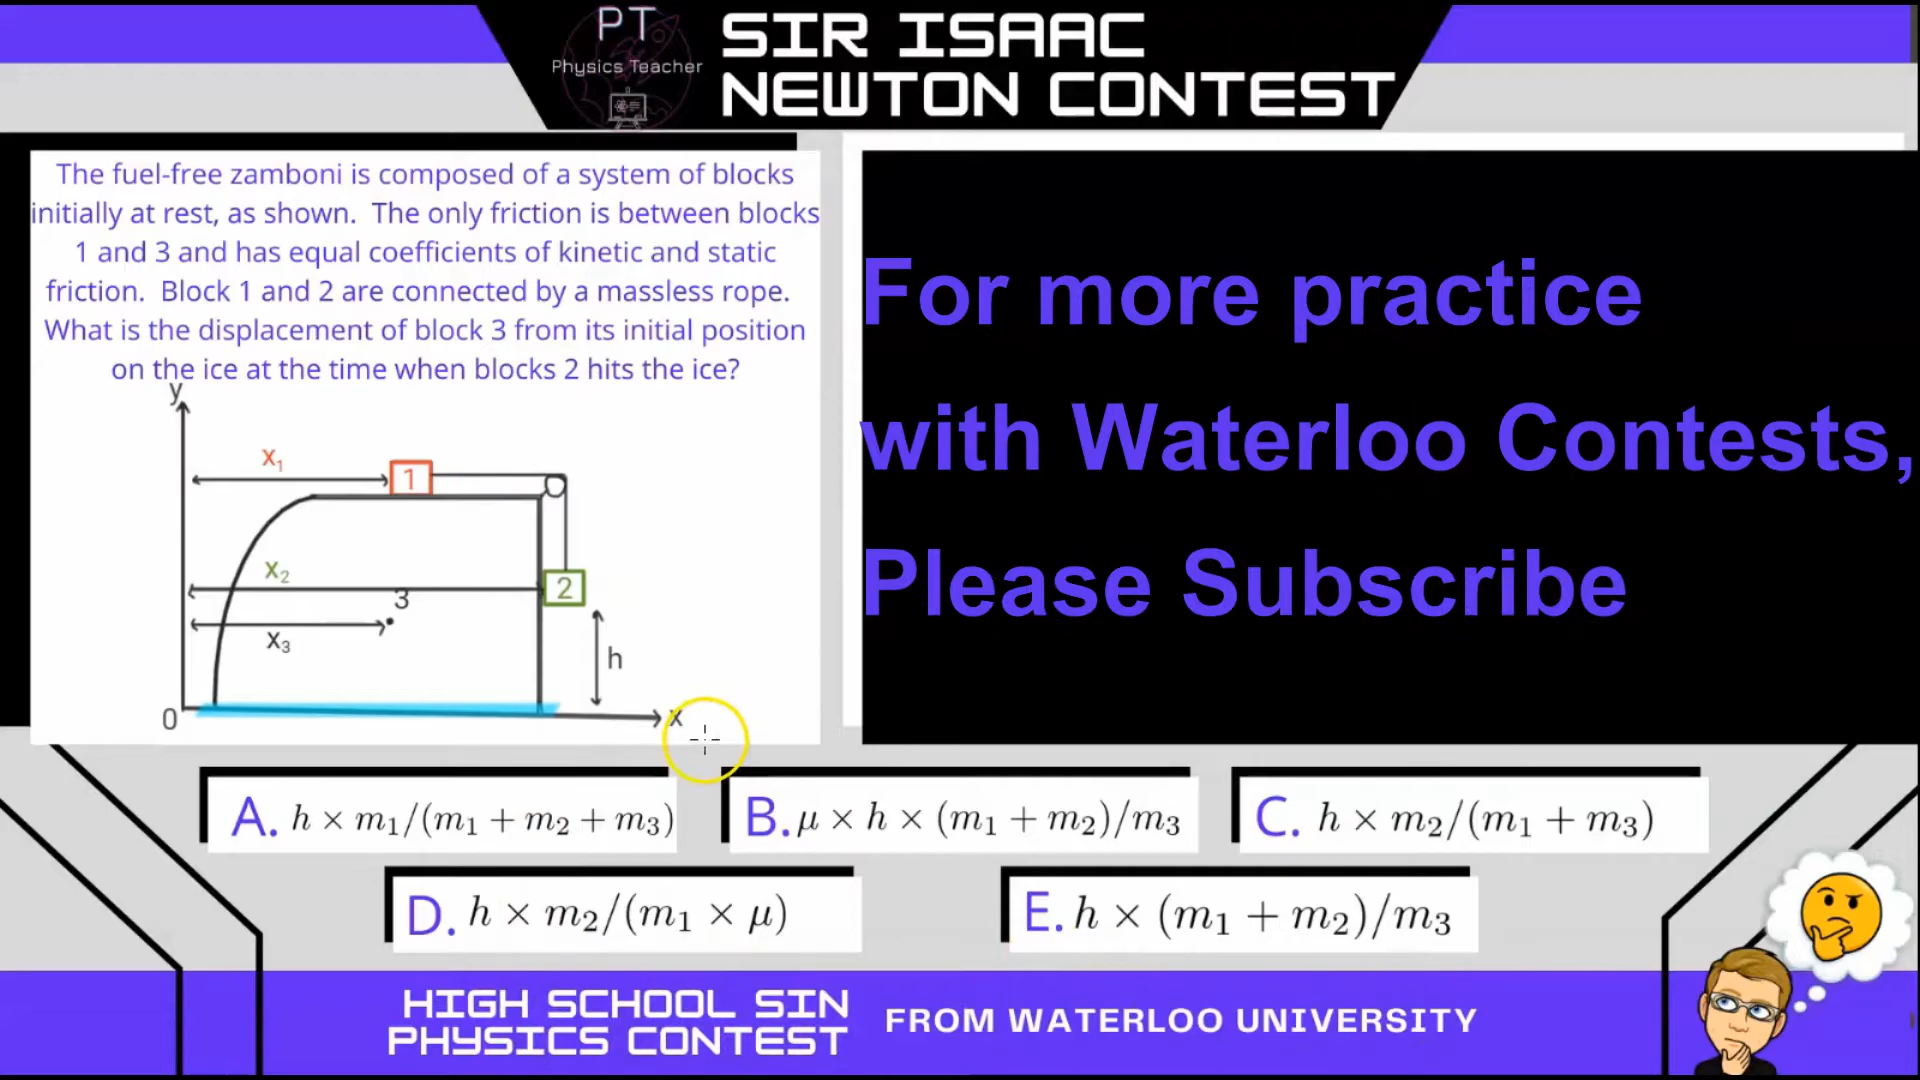 PT
Physics Teacher
SIR ISAAC
NEWTON CONTEST
The fuel-free zamboni is composed of a system of blocks
initially at rest, as shown. The only friction is between blocks
1 and 3 and has equal coefficients of kinetic and static
friction. Block 1 and 2 are connected by a massless rope.
What is the displacement of block 3 from its initial position
on the ice at the time when blocks 2 hits the ice?
y
x₁
1
x₂
2
3
x₃
h
0
x
For more practice
with Waterloo Contests,
Please Subscribe
A. h × m₁/(m₁ + m₂ + m₃)
B. μ × h × (m₁ + m₂)/m₃
C. h × m₂/(m₁ + m₃)
D. h × m₂/(m₁ × μ)
E. h × (m₁ + m₂)/m₃
HIGH SCHOOL SIN
PHYSICS CONTEST
FROM WATERLOO UNIVERSITY